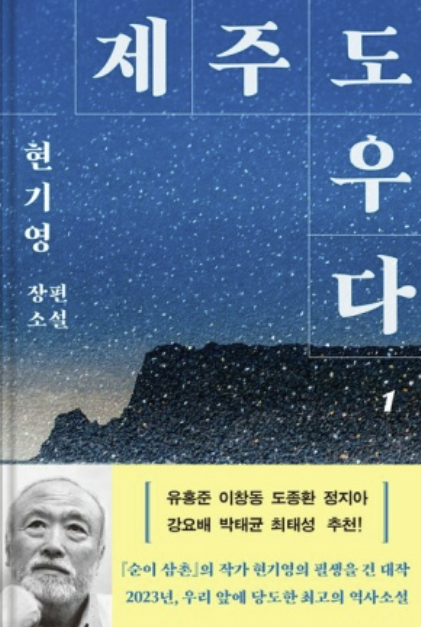 제주도
우
다
현기영
장편
소설
1
유홍준 이창동 도종환 정지아
강요배 박태균 최태성 추천!
『순이 삼촌』의 작가 현기영의 필생을 건 대작
2023년, 우리 앞에 당도한 최고의 역사소설